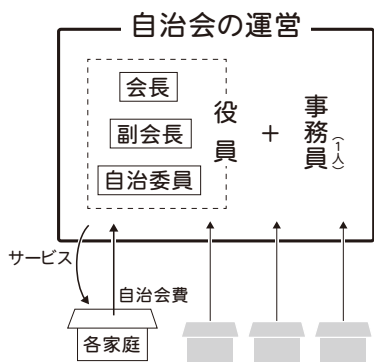 自治会の運営
会長
副会長
自治委員
役員
+
事務員
(1人)
サービス
自治会費
各家庭